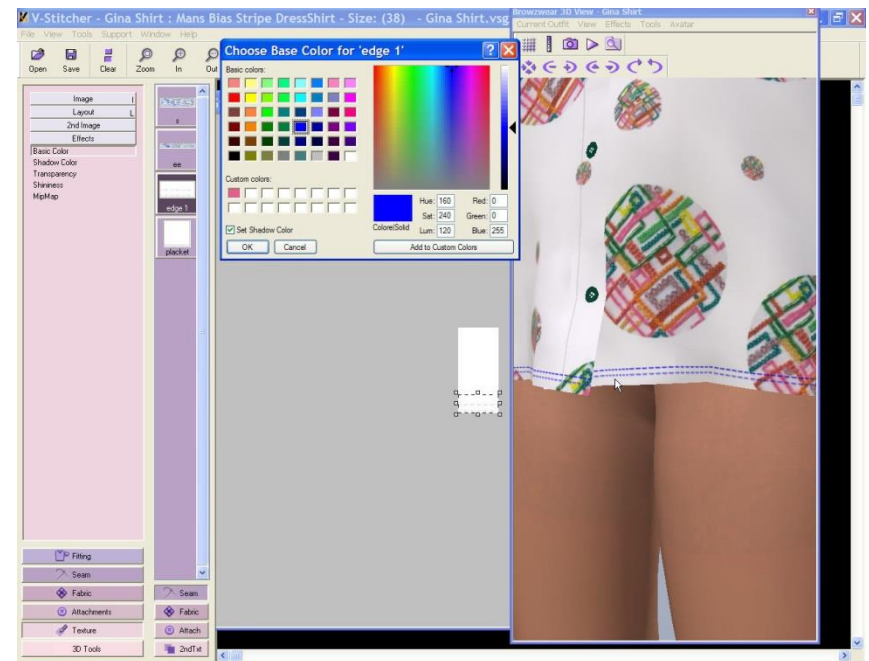 V-Stitcher - Gina Shirt : Mans Bias Stripe DressShirt - Size: (38) - Gina Shirt.vsg
File View Tools Support Window Help
Open Save Clear Zoom In Out
Image I
Layout L
2nd Image
Effects
Basic Color
Shadow Color
Transparency
Shininess
MipMap
Fitting
Seam
Fabric
Attachments
Texture
3D Tools
s
ee
edge 1
placket
Seam
Fabric
Attach
2ndTxt
Choose Base Color for 'edge 1'
Basic colors:
Custom colors:
Set Shadow Color
OK Cancel
Color|Solid
Hue: 160 Red: 0
Sat: 240 Green: 0
Lum: 120 Blue: 255
Add to Custom Colors
Browzwear 3D View - Gina Shirt
Current Outfit View Effects Tools Avatar